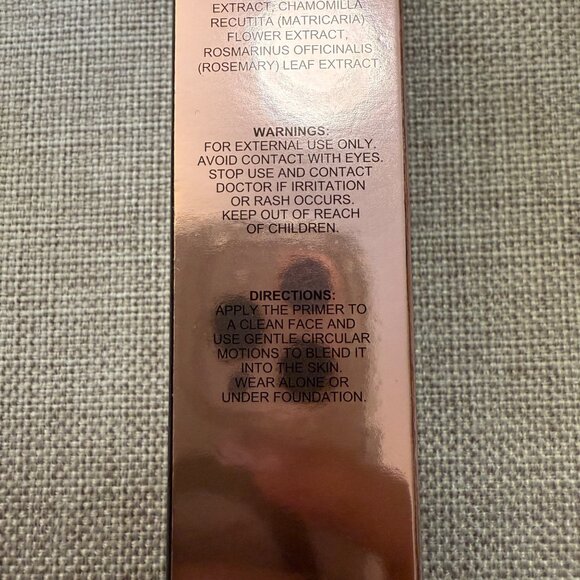 EXTRACT, CHAMOMILLA
RECUTITA (MATRICARIA)
FLOWER EXTRACT,
ROSMARINUS OFFICINALIS
(ROSEMARY) LEAF EXTRACT.
WARNINGS:
FOR EXTERNAL USE ONLY.
AVOID CONTACT WITH EYES.
STOP USE AND CONTACT
DOCTOR IF IRRITATION
OR RASH OCCURS.
KEEP OUT OF REACH
OF CHILDREN.
DIRECTIONS:
APPLY THE PRIMER TO
A CLEAN FACE AND
USE GENTLE CIRCULAR
MOTIONS TO BLEND IT
INTO THE SKIN.
WEAR ALONE OR
UNDER FOUNDATION.